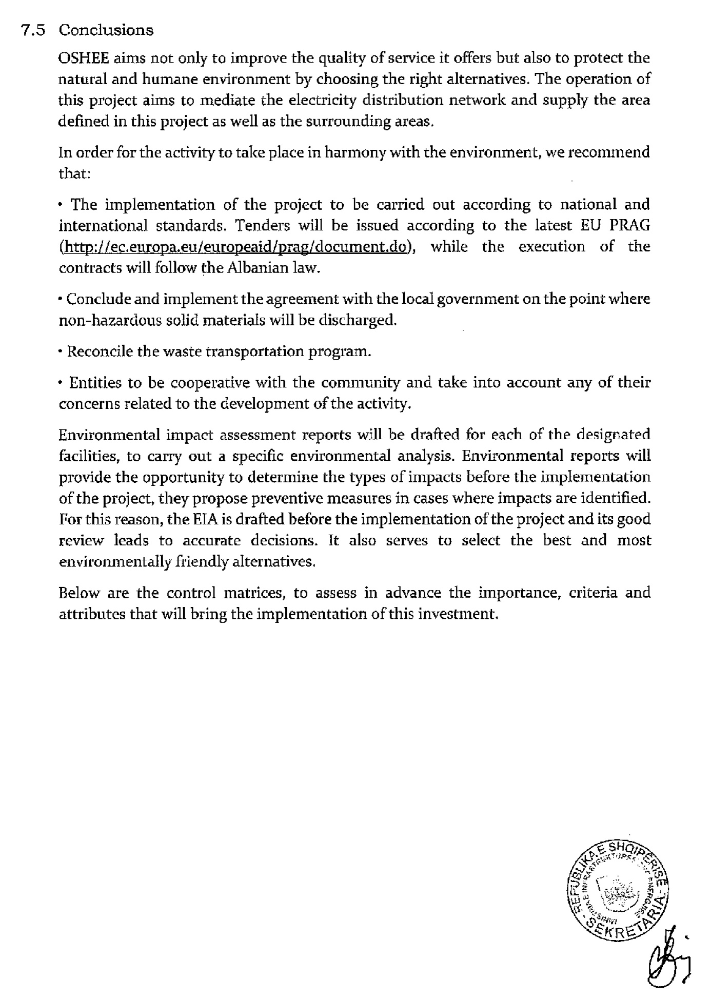 7.5 Conclusions
OSHEE aims not only to improve the quality of service it offers but also to protect the
natural and humane environment by choosing the right alternatives. The operation of
this project aims to mediate the electricity distribution network and supply the area
defined in this project as well as the surrounding areas.
In order for the activity to take place in harmony with the environment, we recommend
that:
• The implementation of the project to be carried out according to national and
international standards. Tenders will be issued according to the latest EU PRAG
(http://ec.europa.eu/europeaid/prag/document.do), while the execution of the
contracts will follow the Albanian law.
• Conclude and implement the agreement with the local government on the point where
non-hazardous solid materials will be discharged.
• Reconcile the waste transportation program.
• Entities to be cooperative with the community and take into account any of their
concerns related to the development of the activity.
Environmental impact assessment reports will be drafted for each of the designated
facilities, to carry out a specific environmental analysis. Environmental reports will
provide the opportunity to determine the types of impacts before the implementation
of the project, they propose preventive measures in cases where impacts are identified.
For this reason, the EIA is drafted before the implementation of the project and its good
review leads to accurate decisions. It also serves to select the best and most
environmentally friendly alternatives.
Below are the control matrices, to assess in advance the importance, criteria and
attributes that will bring the implementation of this investment.
- REPUBLIKA E SHQIPËRISË -
MINISTRIA E INFRASTRUKTURËS ENERGJISË
SEKRETARIA